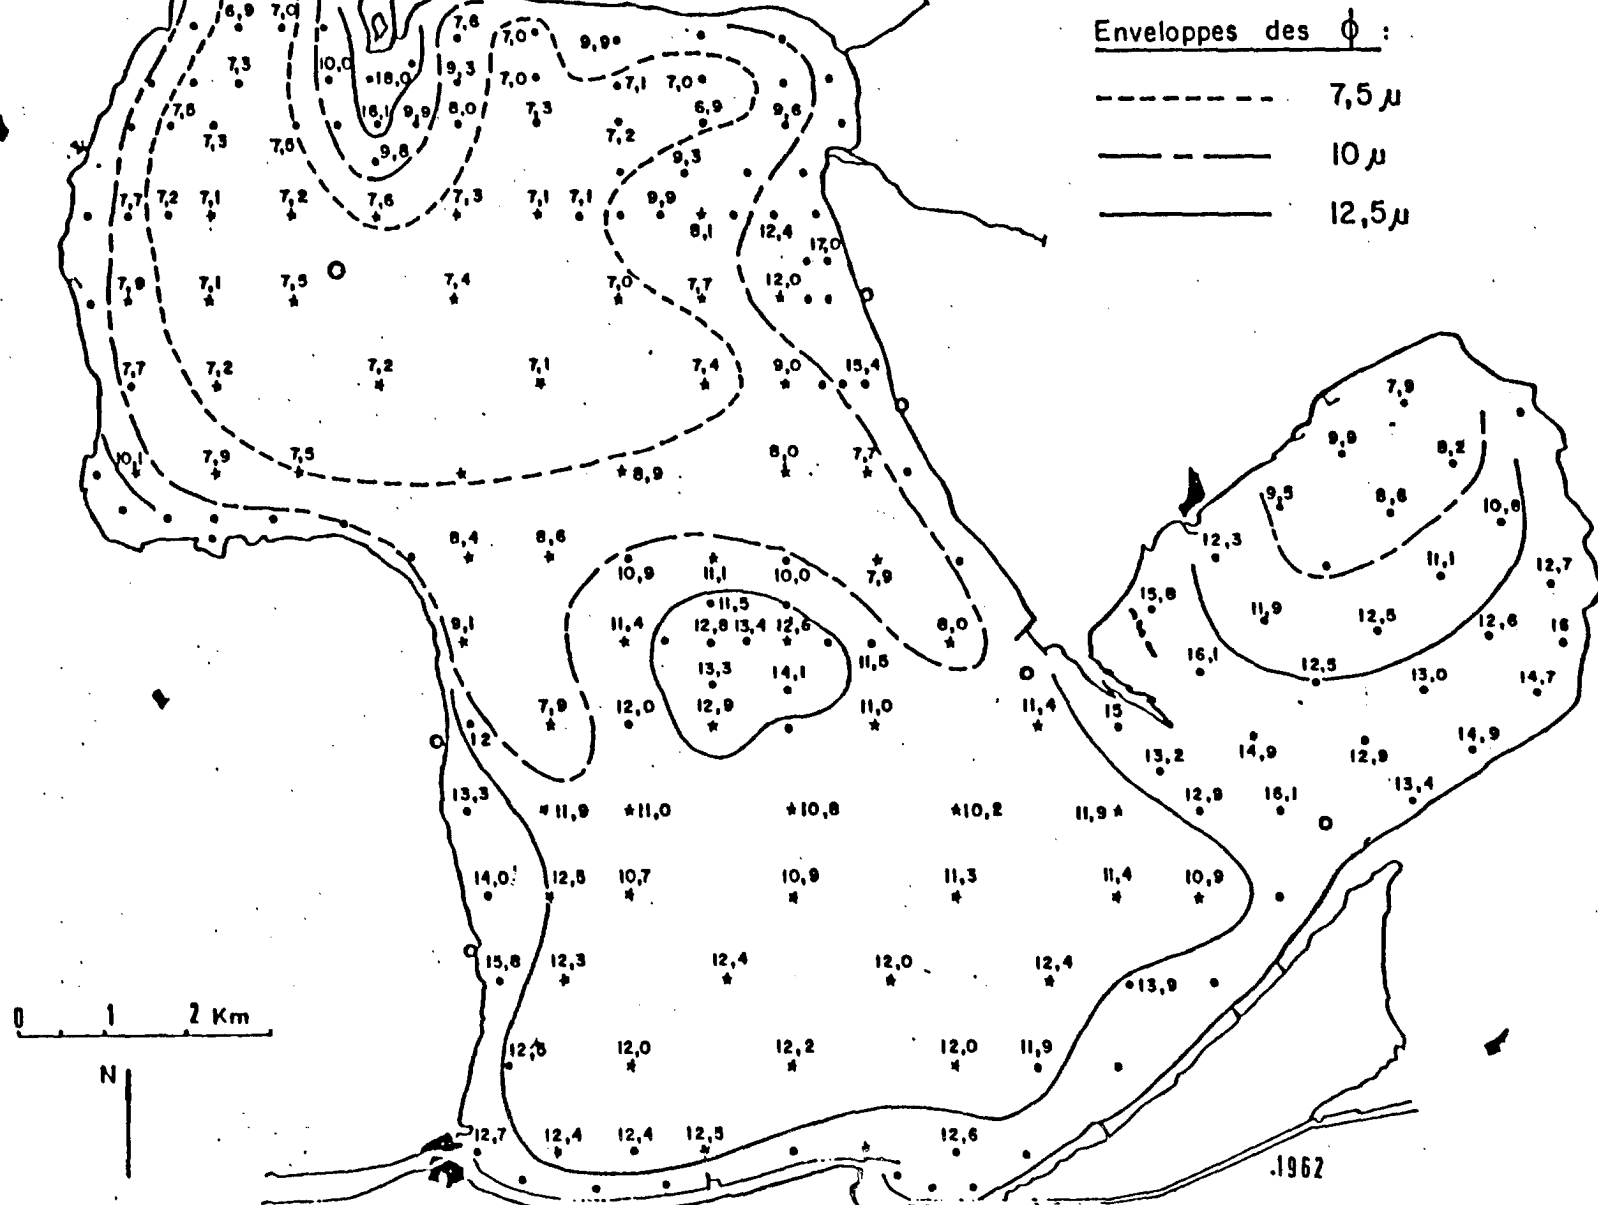 Enveloppes des ϕ :
7,5 µ
10 µ
12,5 µ
6,9 7,0 7,8 7,0 9,9
7,3 10,0 18,0 9,3 7,0 7,1 7,0
7,3 16,1 9,9 8,0 7,3 7,2 6,9 9,6
9,8 9,3
7,7 7,2 7,1 7,2 7,6 7,3 7,1 7,1 9,9 8,1 12,4
17,0
7,9 7,1 7,5 7,4 7,0 7,7 12,0
7,7 7,2 7,2 7,1 7,4 9,0 15,4
7,9
9,9 8,2
10,1 7,9 7,5 8,9 8,0 7,7
9,5 8,8 10,8
8,4 8,6 10,9 11,1 10,0 7,9
12,3 11,1 12,7
11,5
15,8 11,9 12,5 12,6 16
9,1 11,4 12,8 13,4 12,6 11,5 8,0
13,3 14,1
16,1 12,5 13,0 14,7
7,9 12,0 12,9 11,0 11,4 15
12
13,2 14,9 12,9 14,9
13,3 11,9 11,0 10,8 10,2 11,9 12,9 16,1 13,4
14,0 12,5 10,7 10,9 11,3 11,4 10,9
15,8 12,3 12,4 12,0 12,4 13,9
0 1 2 Km
12,0 12,2 12,0 11,9
N
12,7 12,4 12,4 12,5 12,6
.1962